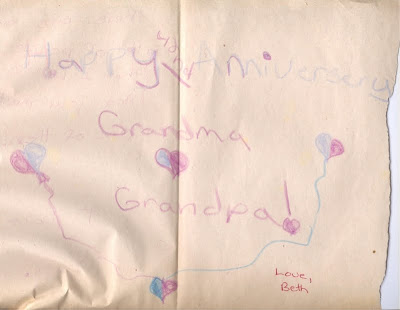 Happy Anniversary
Grandma
Grandpa!
Love,
Beth